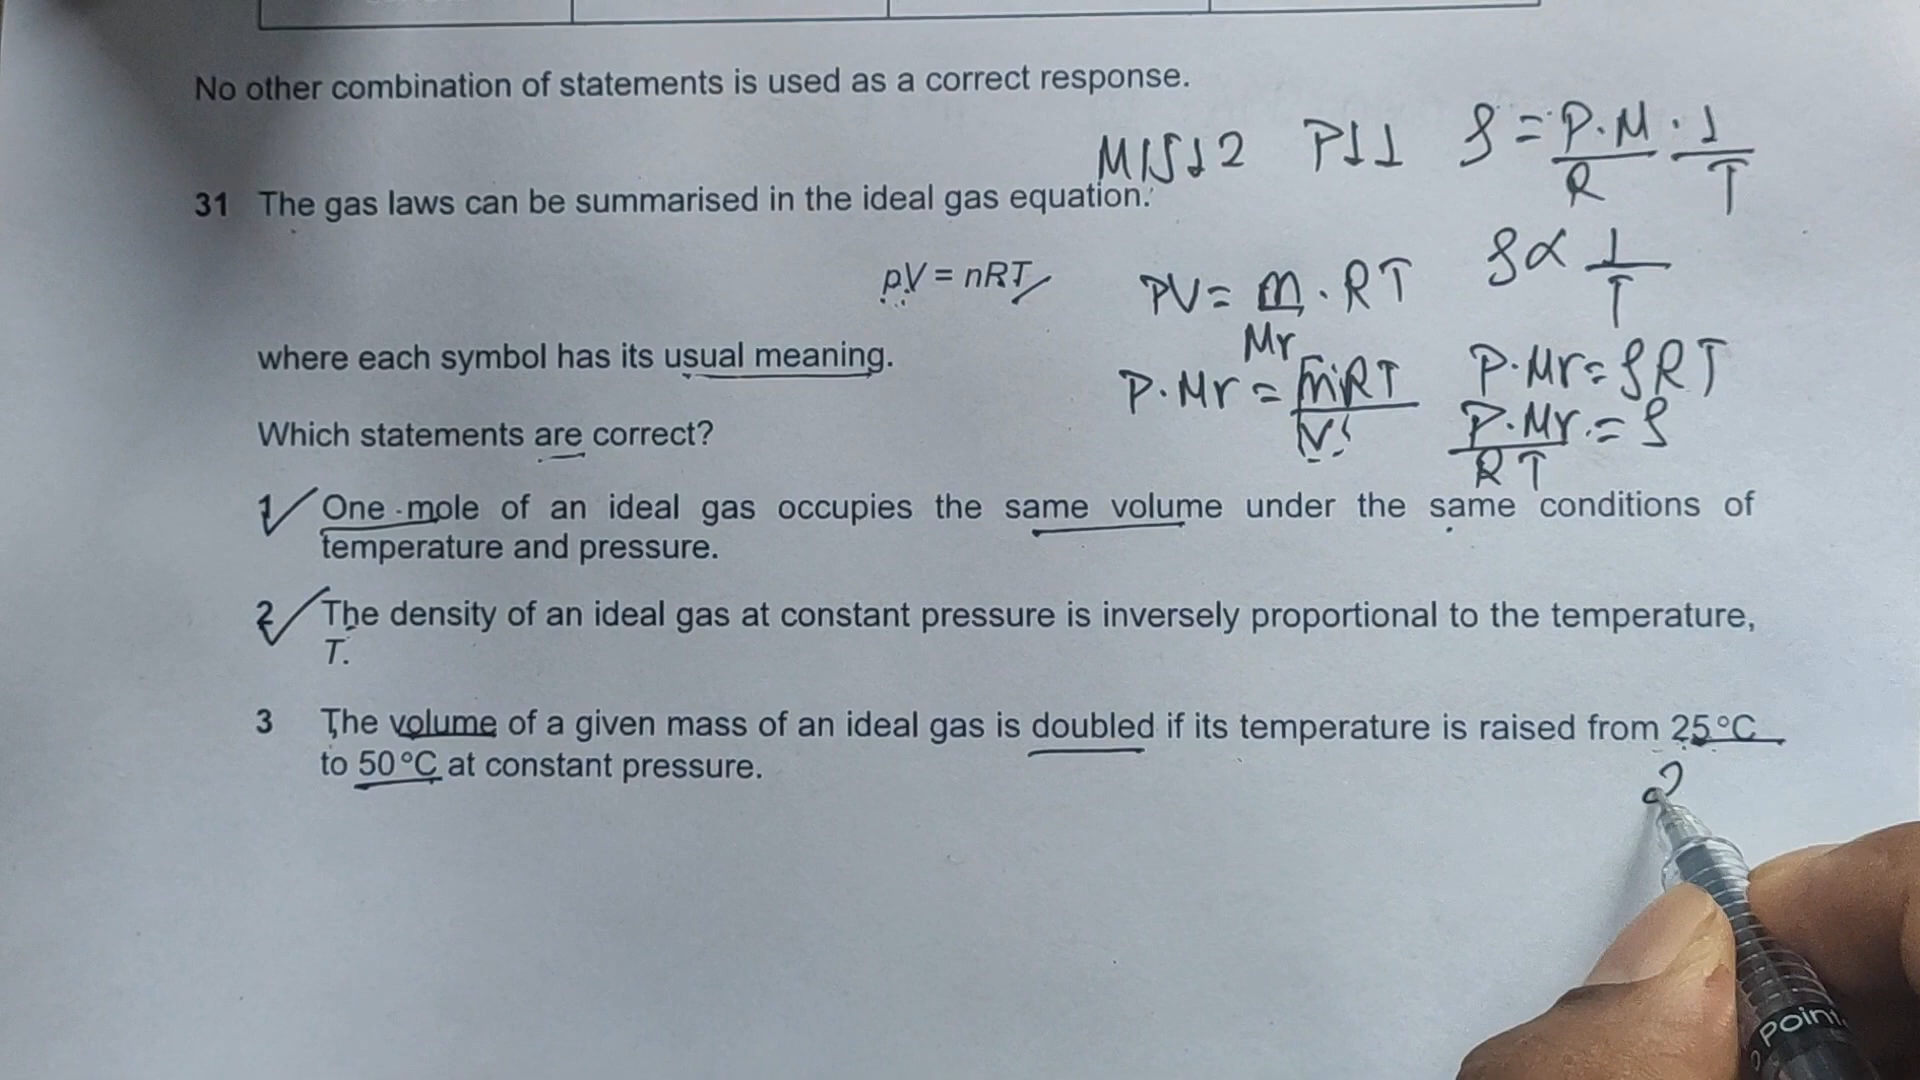 No other combination of statements is used as a correct response.
M/J/12 P11 ρ = P.M/R · 1/T
31 The gas laws can be summarised in the ideal gas equation.
pV = nRT
PV = m/Mr . RT
ρ ∝ 1/T
where each symbol has its usual meaning.
P.Mr = mRT/V
P.Mr = ρRT
P.Mr/RT = ρ
Which statements are correct?
1 One mole of an ideal gas occupies the same volume under the same conditions of
temperature and pressure.
2 The density of an ideal gas at constant pressure is inversely proportional to the temperature,
T.
3 The volume of a given mass of an ideal gas is doubled if its temperature is raised from 25 °C
to 50 °C at constant pressure.
2
Point